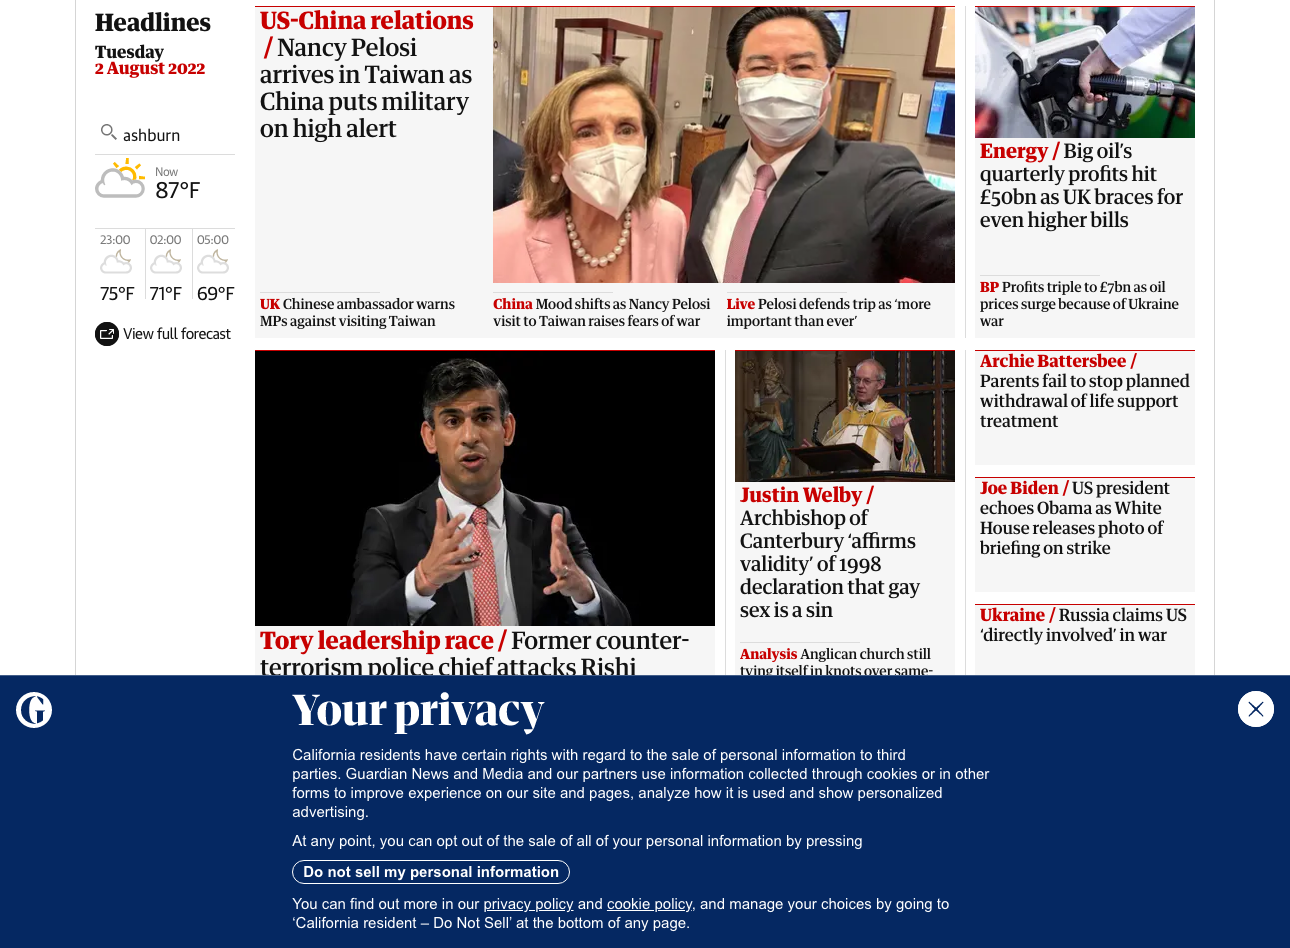 Headlines
Tuesday
2 August 2022
ashburn
Now
87°F
23:00
02:00
05:00
75°F
71°F
69°F
View full forecast
US-China relations
/ Nancy Pelosi
arrives in Taiwan as
China puts military
on high alert
UK Chinese ambassador warns
MPs against visiting Taiwan
China Mood shifts as Nancy Pelosi
visit to Taiwan raises fears of war
Live Pelosi defends trip as ‘more
important than ever’
Energy / Big oil’s
quarterly profits hit
£50bn as UK braces for
even higher bills
BP Profits triple to £7bn as oil
prices surge because of Ukraine
war
Tory leadership race / Former counter-
terrorism police chief attacks Rishi
Justin Welby /
Archbishop of
Canterbury ‘affirms
validity’ of 1998
declaration that gay
sex is a sin
Analysis Anglican church still
tying itself in knots over same-
Archie Battersbee /
Parents fail to stop planned
withdrawal of life support
treatment
Joe Biden / US president
echoes Obama as White
House releases photo of
briefing on strike
Ukraine / Russia claims US
‘directly involved’ in war
Your privacy
California residents have certain rights with regard to the sale of personal information to third
parties. Guardian News and Media and our partners use information collected through cookies or in other
forms to improve experience on our site and pages, analyze how it is used and show personalized
advertising.
At any point, you can opt out of the sale of all of your personal information by pressing
Do not sell my personal information
You can find out more in our privacy policy and cookie policy, and manage your choices by going to
‘California resident – Do Not Sell’ at the bottom of any page.